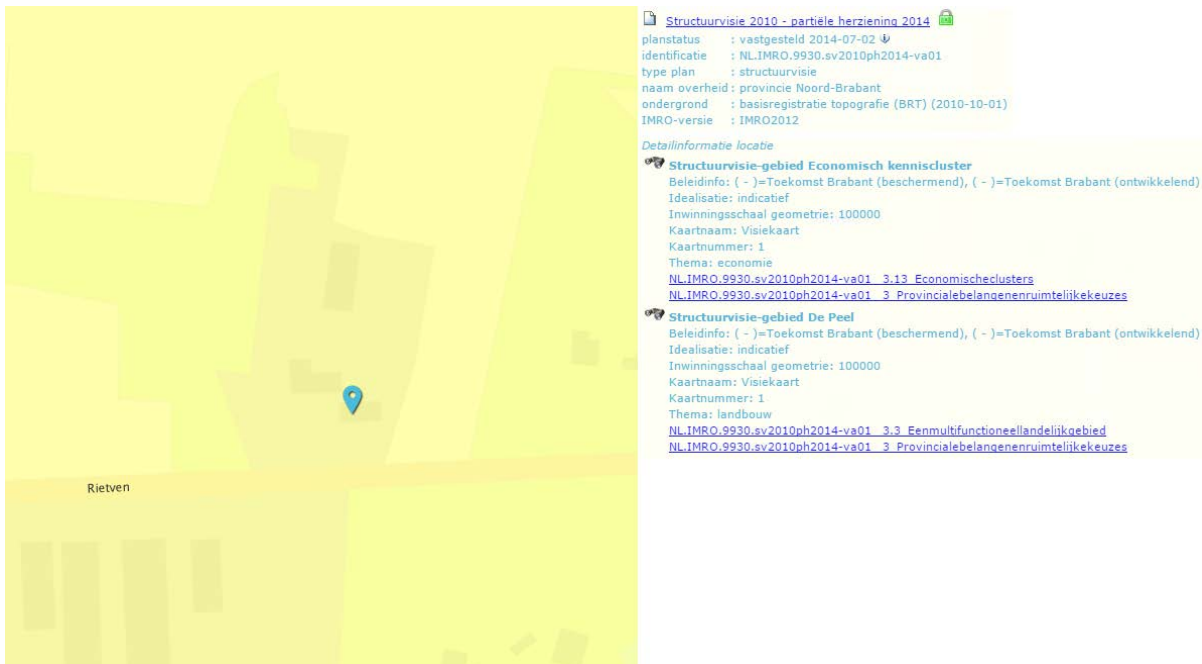 Rietven
Structuurvisie 2010 - partiële herziening 2014
planstatus : vastgesteld 2014-07-02
identificatie : NL.IMRO.9930.sv2010ph2014-va01
type plan : structuurvisie
naam overheid : provincie Noord-Brabant
ondergrond : basisregistratie topografie (BRT) (2010-10-01)
IMRO-versie : IMRO2012
Detailinformatie locatie
Structuurvisie-gebied Economisch kenniscluster
Beleidinfo: ( - )=Toekomst Brabant (beschermend), ( - )=Toekomst Brabant (ontwikkelend)
Idealisatie: indicatief
Inwinningsschaal geometrie: 100000
Kaartnaam: Visiekaart
Kaartnummer: 1
Thema: economie
NL.IMRO.9930.sv2010ph2014-va01_3.13_Economischeclusters
NL.IMRO.9930.sv2010ph2014-va01_3_Provincialebelangenenruimtelijkekeuzes
Structuurvisie-gebied De Peel
Beleidinfo: ( - )=Toekomst Brabant (beschermend), ( - )=Toekomst Brabant (ontwikkelend)
Idealisatie: indicatief
Inwinningsschaal geometrie: 100000
Kaartnaam: Visiekaart
Kaartnummer: 1
Thema: landbouw
NL.IMRO.9930.sv2010ph2014-va01_3.3_Eenmultifunctioneellandelijkgebied
NL.IMRO.9930.sv2010ph2014-va01_3_Provincialebelangenenruimtelijkekeuzes